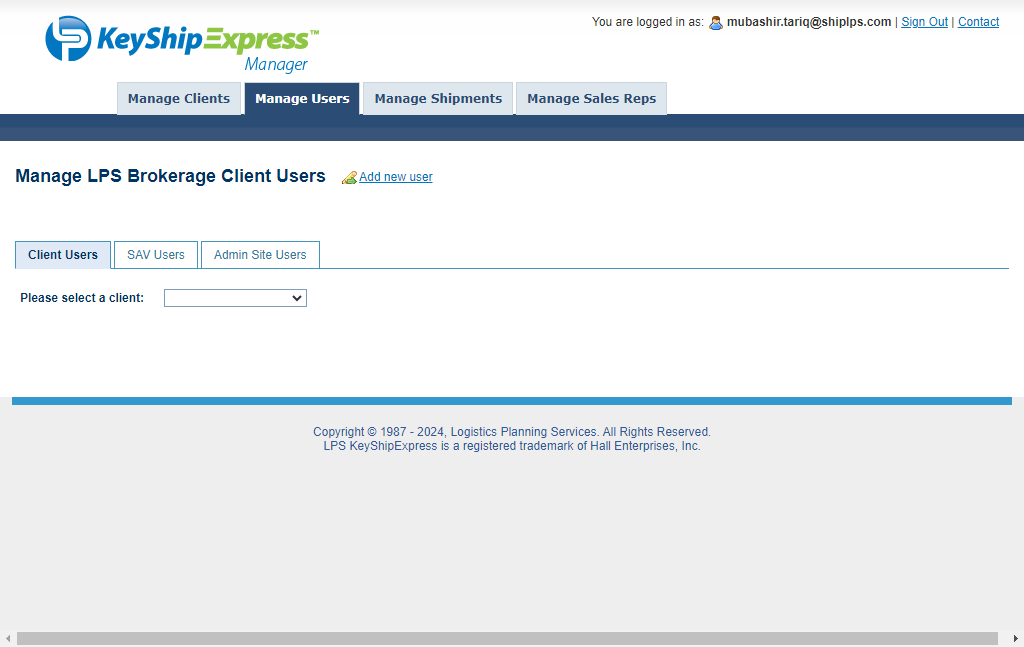 KeyShipExpress™
Manager
You are logged in as: mubashir.tariq@shiplps.com | Sign Out | Contact
Manage Clients Manage Users Manage Shipments Manage Sales Reps
Manage LPS Brokerage Client Users Add new user
Client Users SAV Users Admin Site Users
Please select a client:
Copyright © 1987 - 2024, Logistics Planning Services. All Rights Reserved.
LPS KeyShipExpress is a registered trademark of Hall Enterprises, Inc.